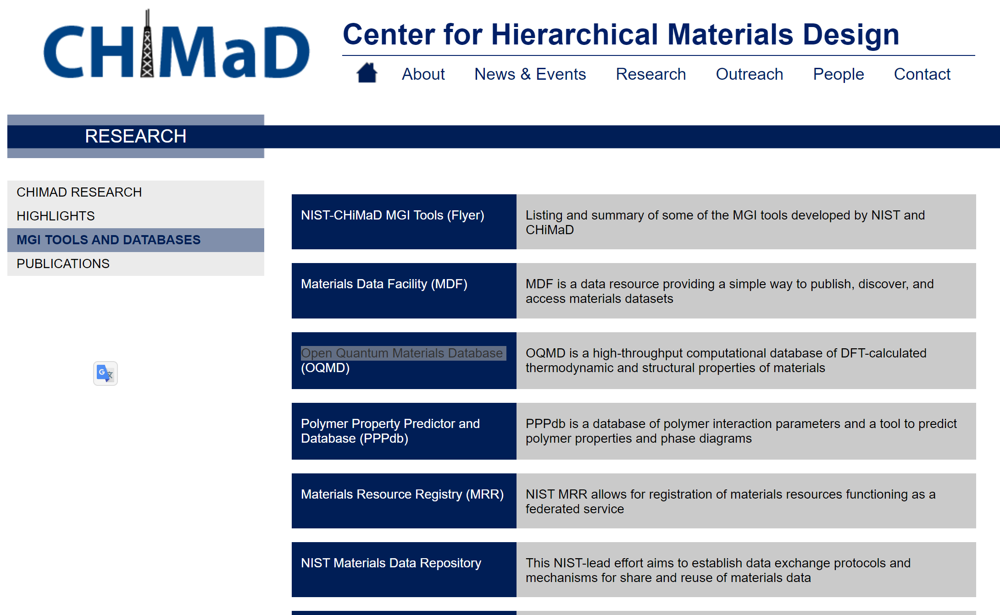 CHiMaD
Center for Hierarchical Materials Design
About
News & Events
Research
Outreach
People
Contact
RESEARCH
CHIMAD RESEARCH
HIGHLIGHTS
MGI TOOLS AND DATABASES
PUBLICATIONS
NIST-CHiMaD MGI Tools (Flyer)
Listing and summary of some of the MGI tools developed by NIST and
CHiMaD
Materials Data Facility (MDF)
MDF is a data resource providing a simple way to publish, discover, and
access materials datasets
Open Quantum Materials Database
(OQMD)
OQMD is a high-throughput computational database of DFT-calculated
thermodynamic and structural properties of materials
Polymer Property Predictor and
Database (PPPdb)
PPPdb is a database of polymer interaction parameters and a tool to predict
polymer properties and phase diagrams
Materials Resource Registry (MRR)
NIST MRR allows for registration of materials resources functioning as a
federated service
NIST Materials Data Repository
This NIST-lead effort aims to establish data exchange protocols and
mechanisms for share and reuse of materials data